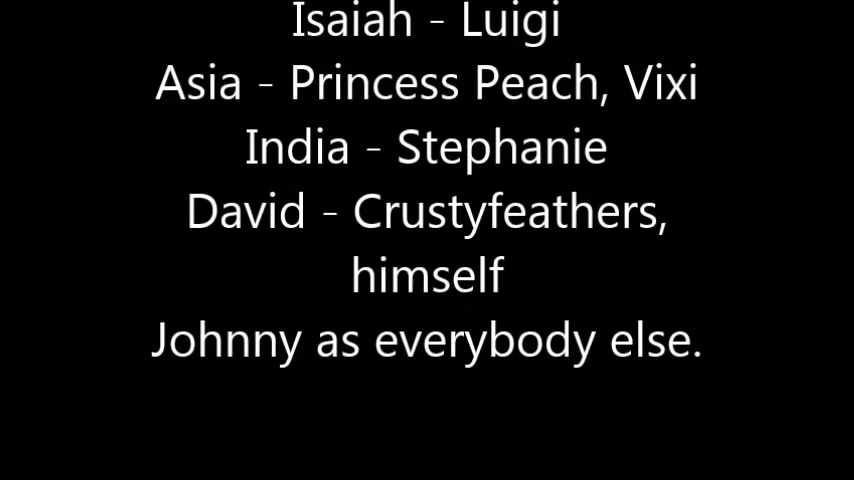 Isaiah - Luigi
Asia - Princess Peach, Vixi
India - Stephanie
David - Crustyfeathers,
himself
Johnny as everybody else.